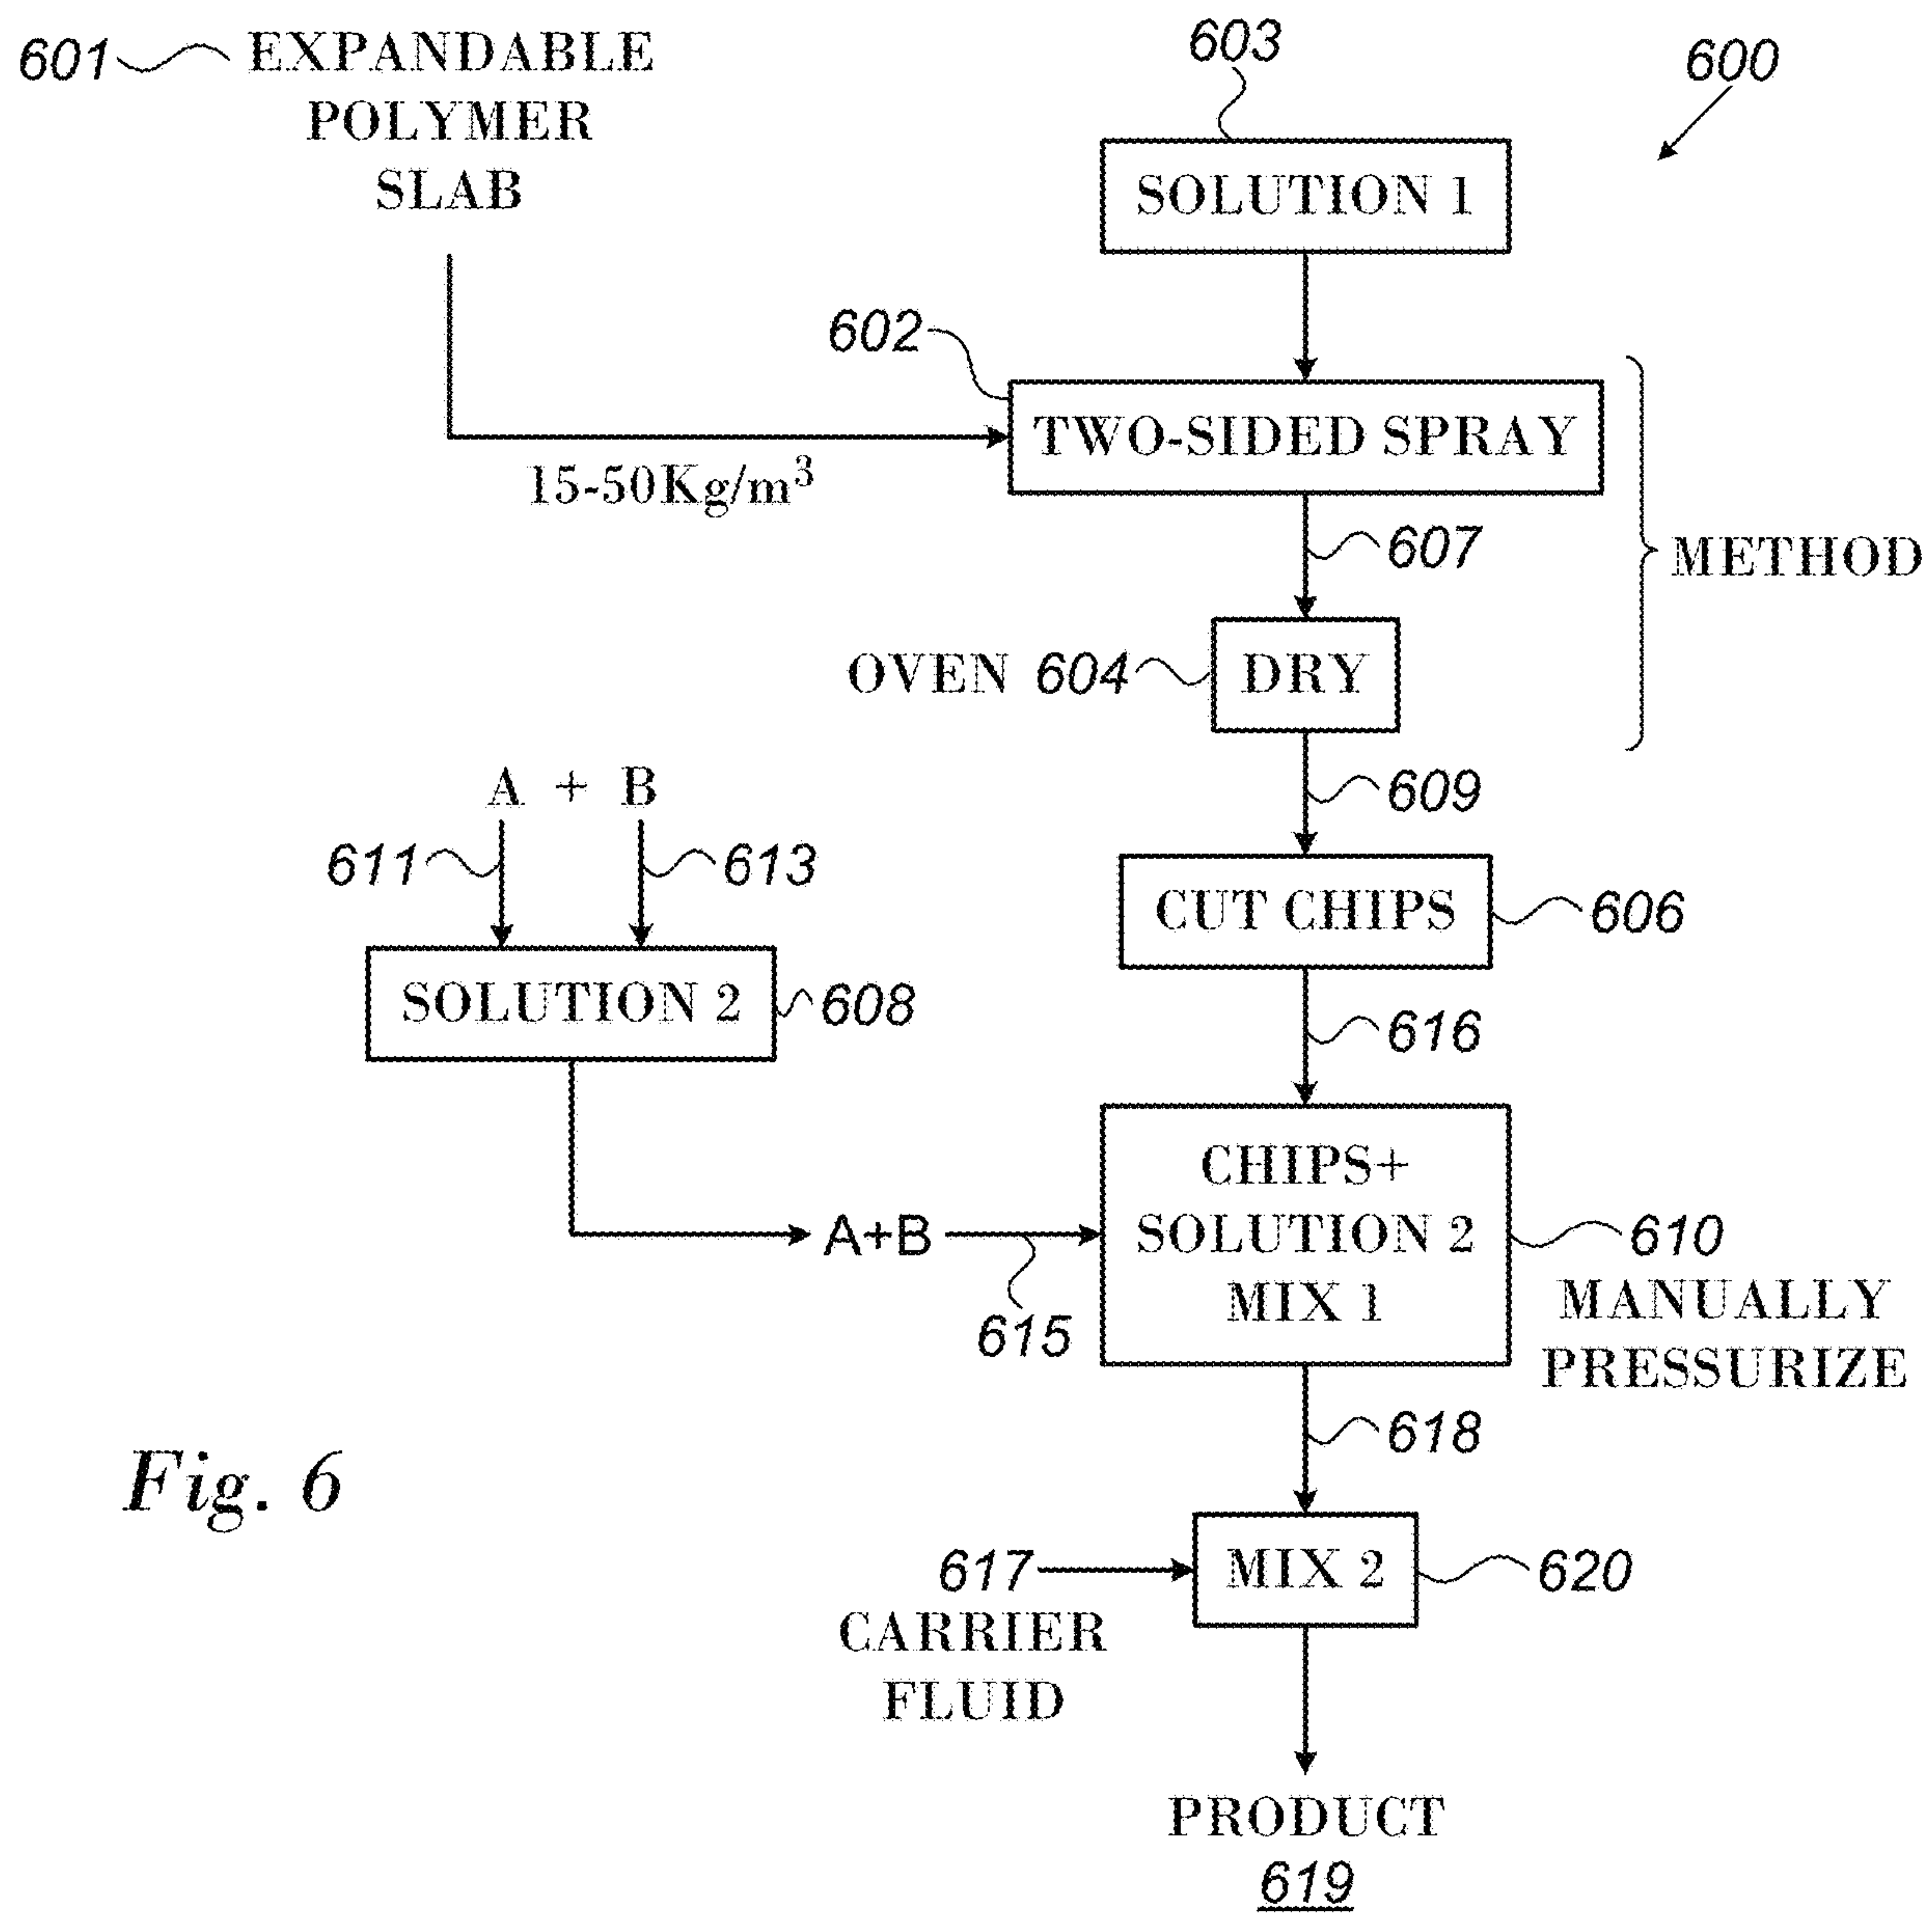 601 EXPANDABLE
POLYMER
SLAB
603
600
SOLUTION 1
602
TWO-SIDED SPRAY
15-50Kg/m³
607
METHOD
OVEN 604 DRY
609
A + B
611 613
CUT CHIPS 606
SOLUTION 2 608
616
CHIPS+
SOLUTION 2
MIX 1
A+B
615
610
MANUALLY
PRESSURIZE
618
Fig. 6
617 MIX 2 620
CARRIER
FLUID
PRODUCT
619